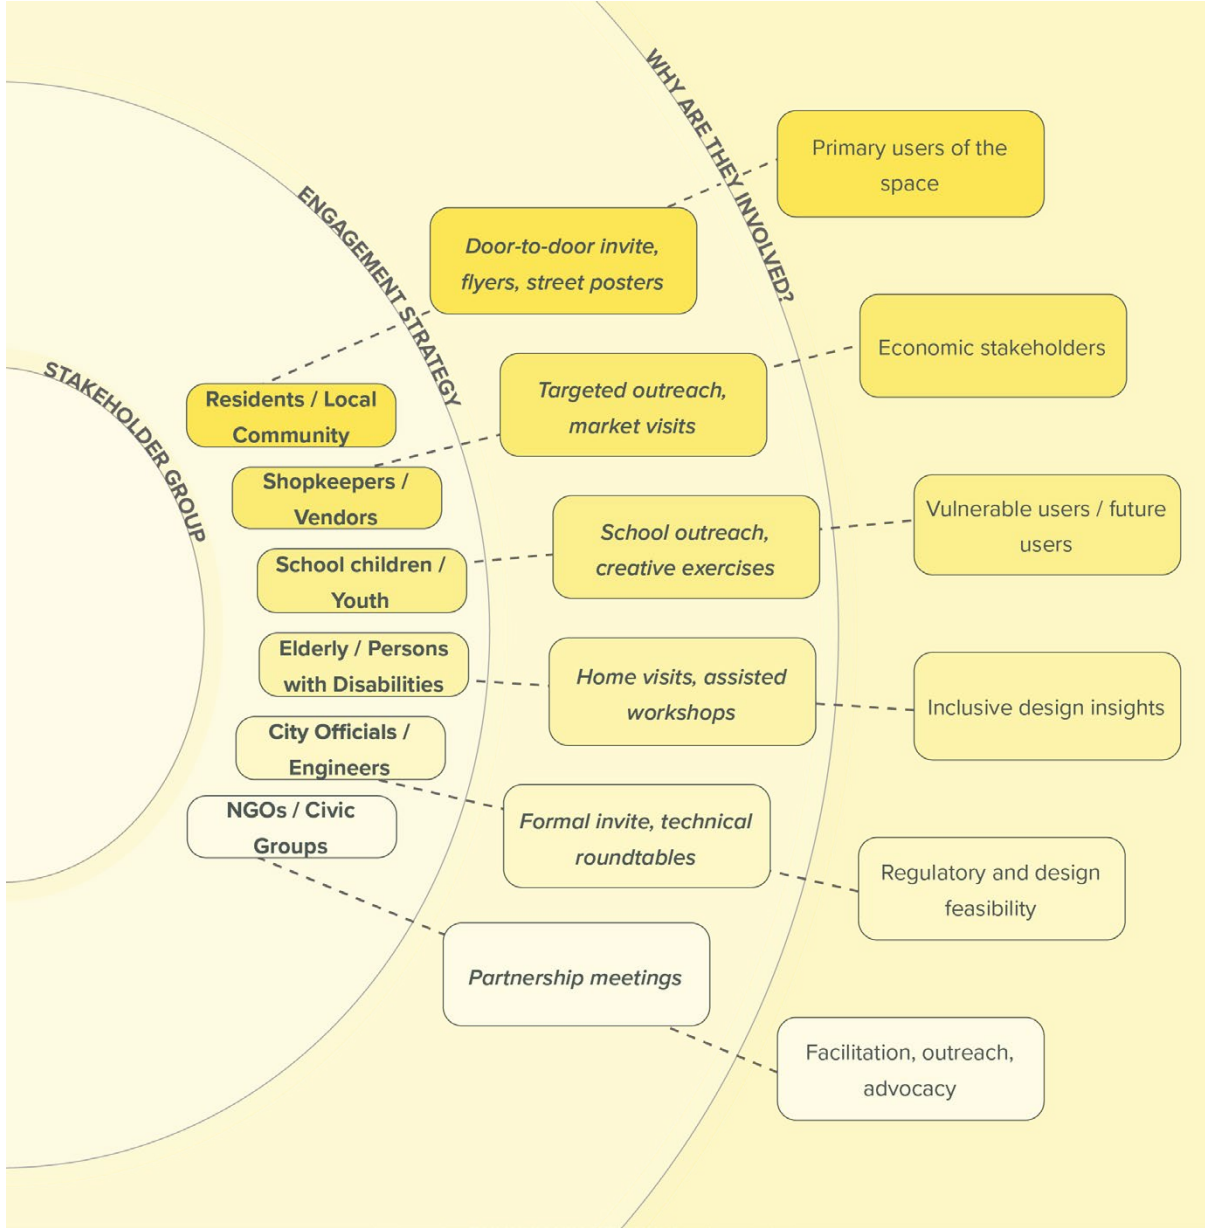 STAKEHOLDER GROUP
ENGAGEMENT STRATEGY
WHY ARE THEY INVOLVED?
Residents / Local
Community
Door-to-door invite,
flyers, street posters
Primary users of the
space
Shopkeepers /
Vendors
Targeted outreach,
market visits
Economic stakeholders
School children /
Youth
School outreach,
creative exercises
Vulnerable users / future
users
Elderly / Persons
with Disabilities
Home visits, assisted
workshops
Inclusive design insights
City Officials /
Engineers
Formal invite, technical
roundtables
Regulatory and design
feasibility
NGOs / Civic
Groups
Partnership meetings
Facilitation, outreach,
advocacy